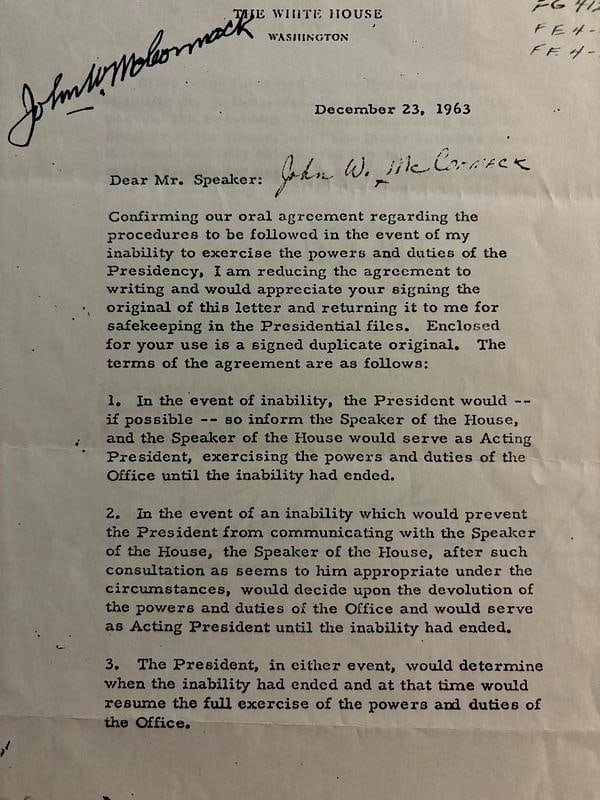 THE WHITE HOUSE
WASHINGTON
FG 412
FE 4-
FE 4-
John W. McCormack
December 23, 1963
Dear Mr. Speaker: John W. McCormack
Confirming our oral agreement regarding the
procedures to be followed in the event of my
inability to exercise the powers and duties of the
Presidency, I am reducing the agreement to
writing and would appreciate your signing the
original of this letter and returning it to me for
safekeeping in the Presidential files. Enclosed
for your use is a signed duplicate original. The
terms of the agreement are as follows:
1. In the event of inability, the President would --
if possible -- so inform the Speaker of the House,
and the Speaker of the House would serve as Acting
President, exercising the powers and duties of the
Office until the inability had ended.
2. In the event of an inability which would prevent
the President from communicating with the Speaker
of the House, the Speaker of the House, after such
consultation as seems to him appropriate under the
circumstances, would decide upon the devolution of
the powers and duties of the Office and would serve
as Acting President until the inability had ended.
3. The President, in either event, would determine
when the inability had ended and at that time would
resume the full exercise of the powers and duties of
the Office.